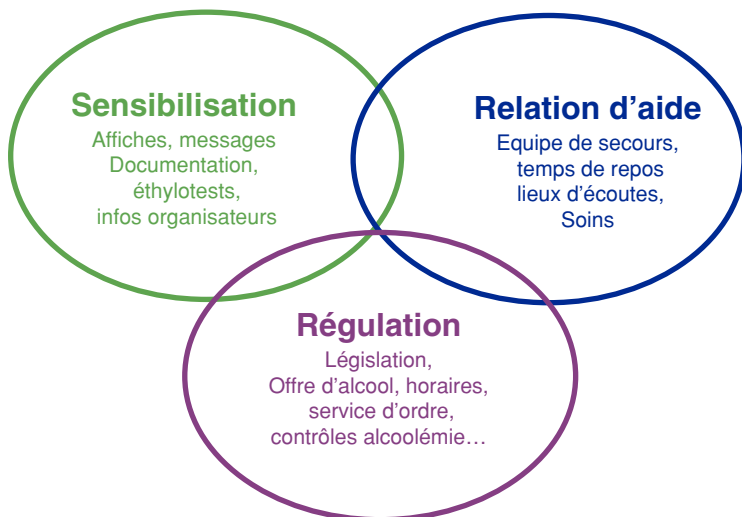 Sensibilisation
Affiches, messages
Documentation,
éthylotests,
infos organisateurs
Relation d’aide
Equipe de secours,
temps de repos
lieux d’écoutes,
Soins
Régulation
Législation,
Offre d’alcool, horaires,
service d’ordre,
contrôles alcoolémie…